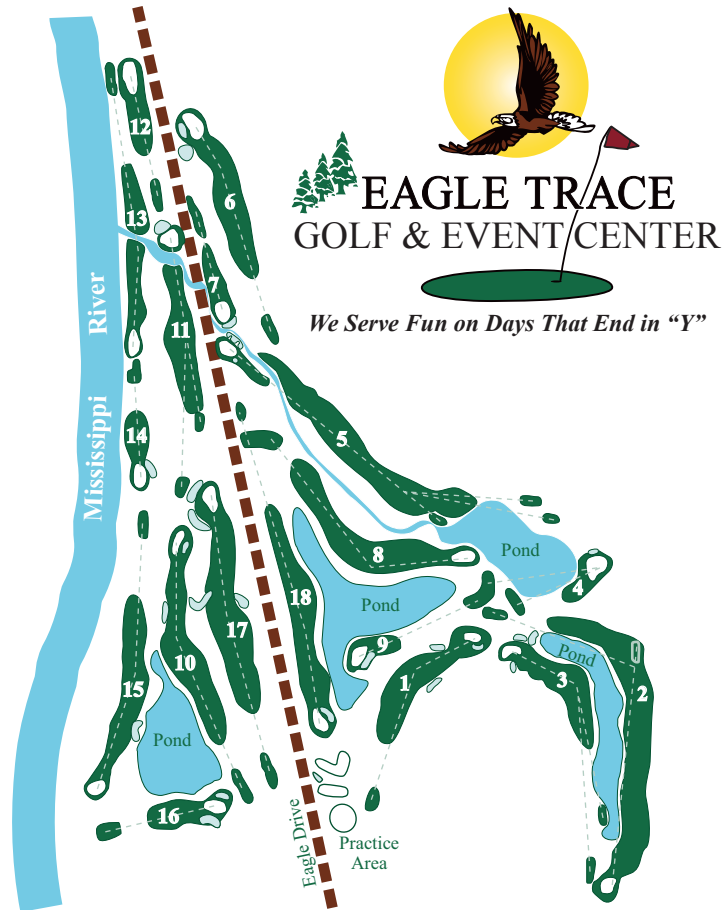 EAGLE TRACE
GOLF & EVENT CENTER
We Serve Fun on Days That End in “Y”
12
6
13
7
11
Mississippi River
14
5
8
Pond
4
18
Pond
17
9
10
Pond
15
1
3
2
Pond
16
Eagle Drive
Practice
Area